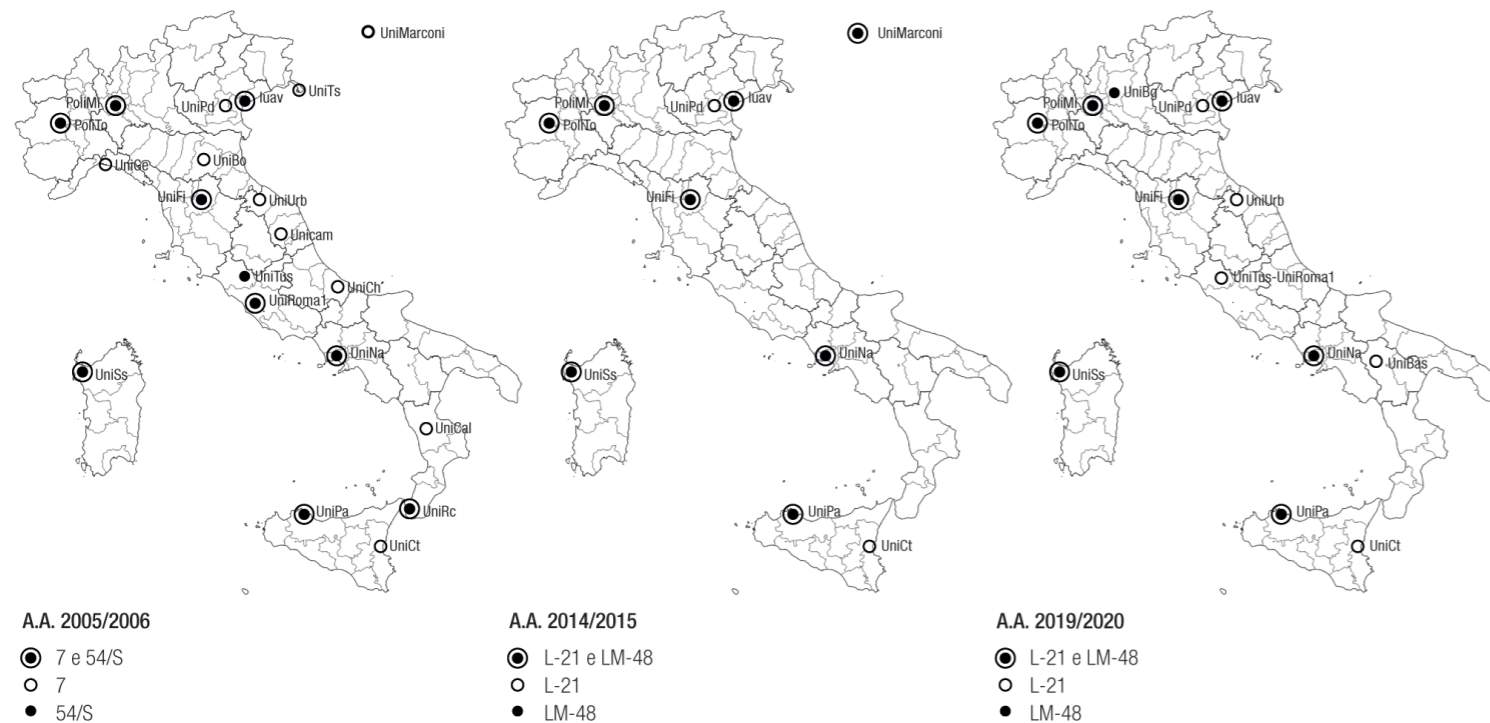 UniMarconi
UniTs
PoliMI
UniPd
Iuav
PoliTo
UniGe
UniBo
UniFi
UniUrb
Unicam
UniTus
UniCh
UniRoma1
UniNa
UniSs
UniCal
UniPa
UniRc
UniCt
A.A. 2005/2006
7 e 54/S
7
54/S
UniMarconi
PoliMI
UniPd
Iuav
PoliTo
UniFi
UniNa
UniSs
UniPa
UniCt
A.A. 2014/2015
L-21 e LM-48
L-21
LM-48
UniBg
PoliMI
UniPd
Iuav
PoliTo
UniFi
UniUrb
UniTus-UniRoma1
UniNa
UniBas
UniSs
UniPa
UniCt
A.A. 2019/2020
L-21 e LM-48
L-21
LM-48